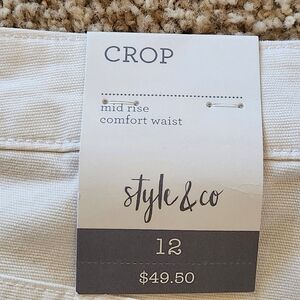 CROP
mid rise
comfort waist
style & co
12
$49.50